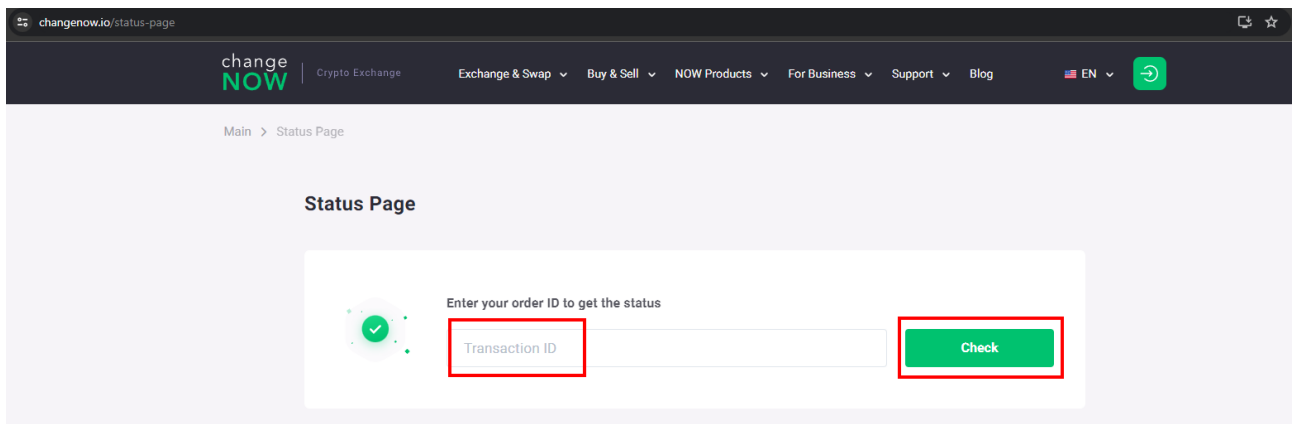 changenow.io/status-page
change
NOW
Crypto Exchange
Exchange & Swap
Buy & Sell
NOW Products
For Business
Support
Blog
EN
Main > Status Page
Status Page
Enter your order ID to get the status
Transaction ID
Check